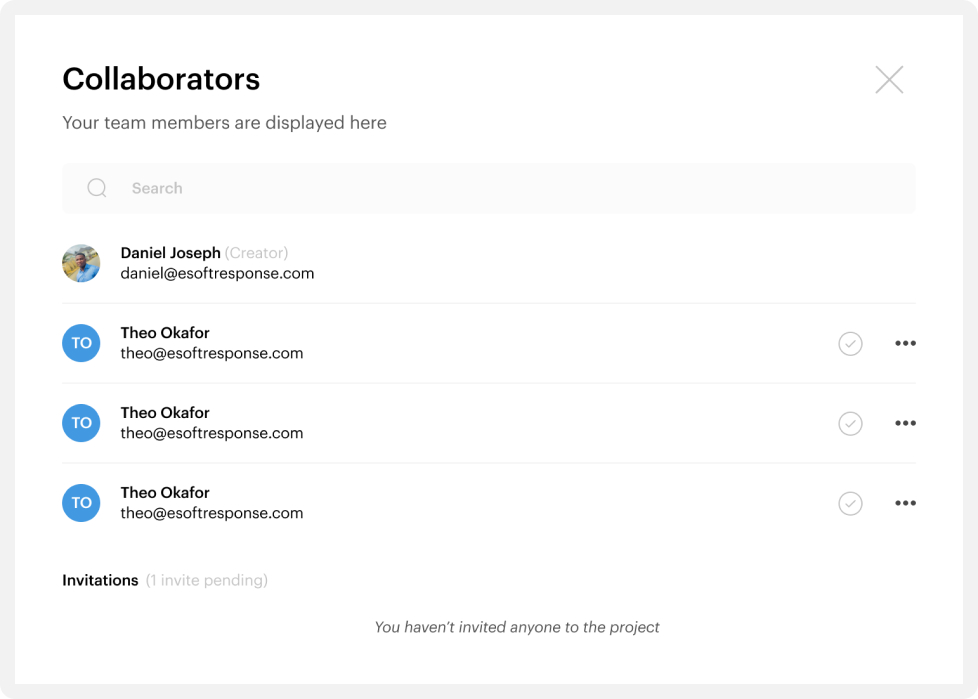 Collaborators
Your team members are displayed here
Search
Daniel Joseph (Creator)
daniel@esoftresponse.com
TO
Theo Okafor
theo@esoftresponse.com
TO
Theo Okafor
theo@esoftresponse.com
TO
Theo Okafor
theo@esoftresponse.com
Invitations (1 invite pending)
You haven’t invited anyone to the project